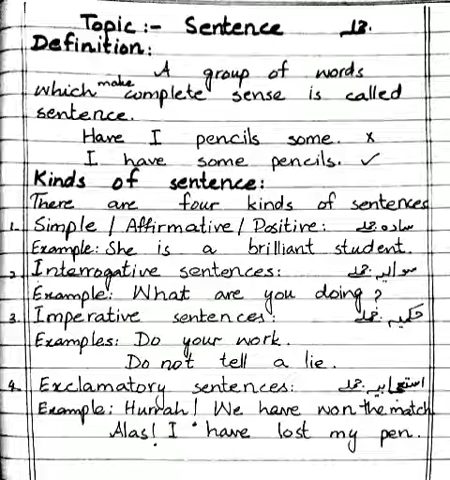 Topic :- Sentence جملہ
Definition:
A group of words
which make complete sense is called
sentence.
Have I pencils some. ×
I have some pencils. ✓
Kinds of sentence:
There are four kinds of sentences
1. Simple / Affirmative / Positive: سادہ جملہ
Example: She is a brilliant student.
2. Interrogative sentences: سوالیہ جملہ
Example: What are you doing?
3. Imperative sentences: حکمیہ جملہ
Examples: Do your work.
Do not tell a lie.
4. Exclamatory sentences: استعجابیہ جملہ
Example: Hurrah! We have won the match
Alas! I have lost my pen.